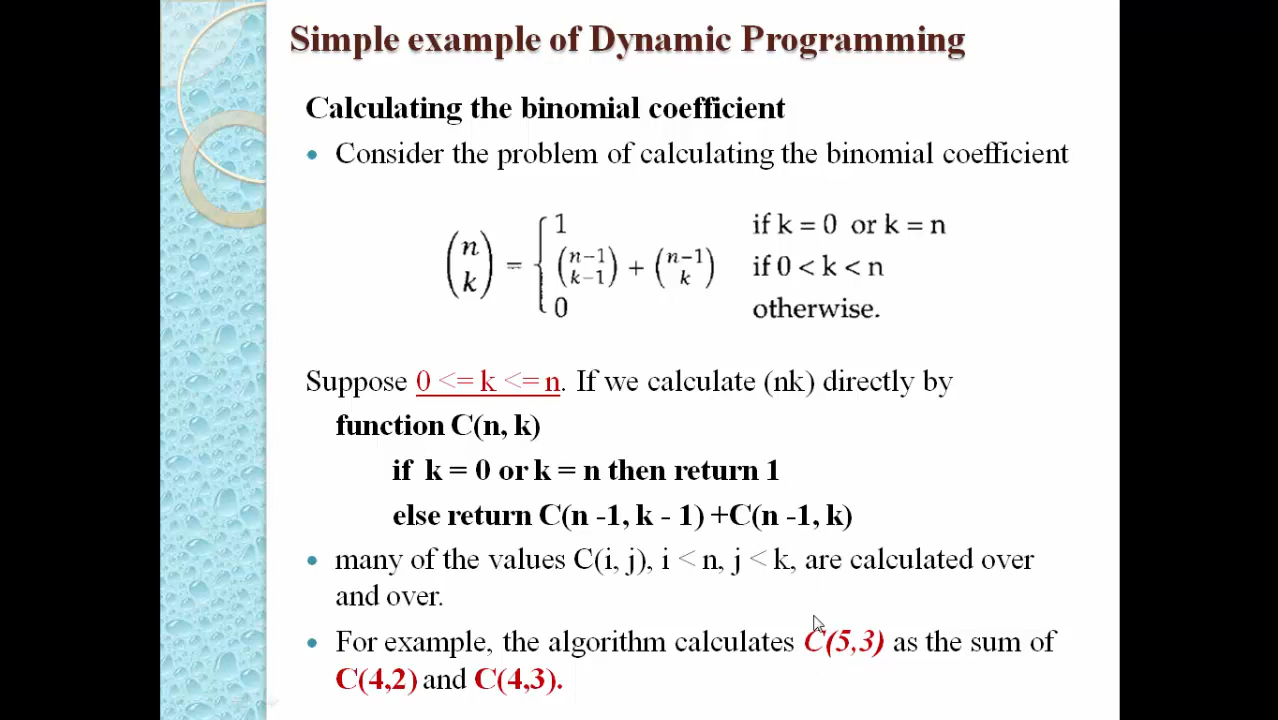 Simple example of Dynamic Programming
Calculating the binomial coefficient
• Consider the problem of calculating the binomial coefficient
(n k) = { 1 if k = 0 or k = n
(n−1 k−1) + (n−1 k) if 0 < k < n
0 otherwise.
Suppose 0 <= k <= n. If we calculate (nk) directly by
function C(n, k)
if k = 0 or k = n then return 1
else return C(n -1, k - 1) +C(n -1, k)
• many of the values C(i, j), i < n, j < k, are calculated over
and over.
• For example, the algorithm calculates C(5,3) as the sum of
C(4,2) and C(4,3).